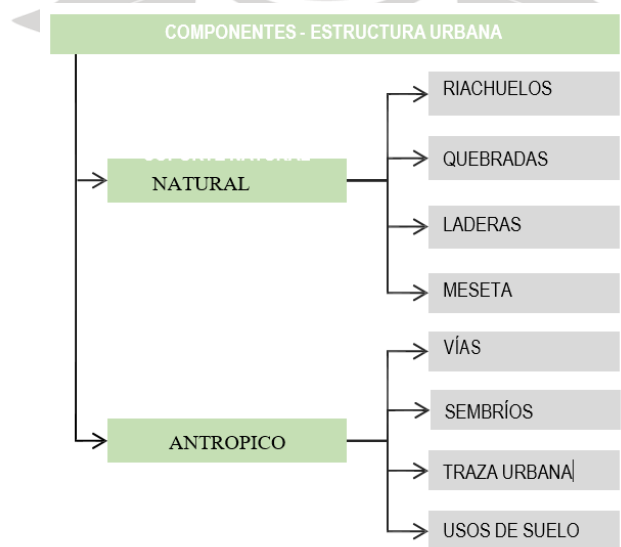 COMPONENTES - ESTRUCTURA URBANA
NATURAL
RIACHUELOS
QUEBRADAS
LADERAS
MESETA
ANTROPICO
VÍAS
SEMBRÍOS
TRAZA URBANA
USOS DE SUELO